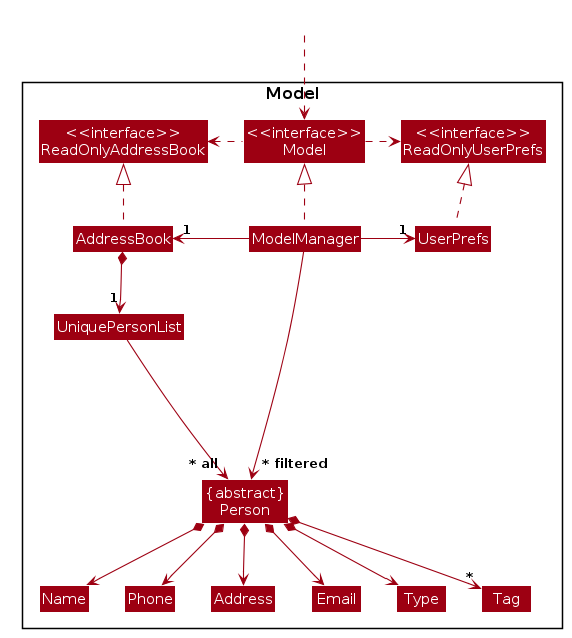 Model
<<interface>>
ReadOnlyAddressBook
<<interface>>
Model
<<interface>>
ReadOnlyUserPrefs
AddressBook
1
ModelManager
1
UserPrefs
1
UniquePersonList
* all
* filtered
{abstract}
Person
*
Name
Phone
Address
Email
Type
Tag